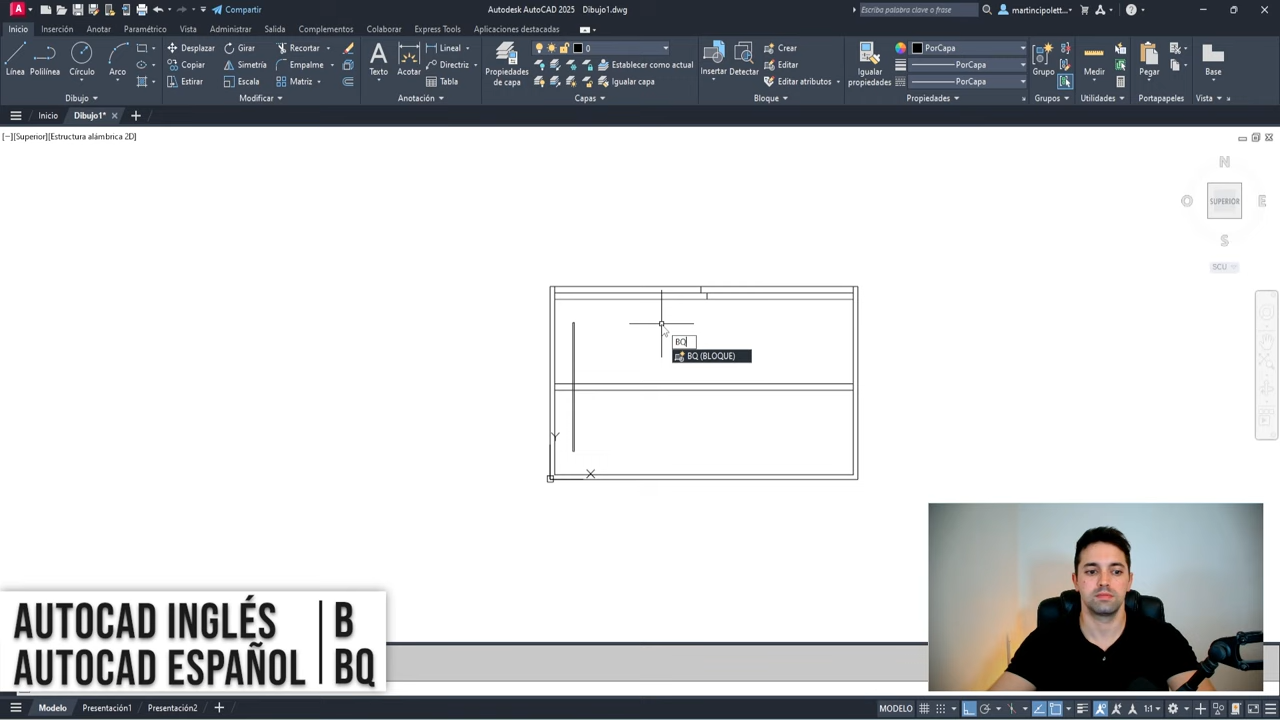 Compartir
Autodesk AutoCAD 2025 Dibujo1.dwg
Escriba palabra clave o frase
martincipolett...
Inicio Inserción Anotar Paramétrico Vista Administrar Salida Complementos Colaborar Express Tools Aplicaciones destacadas
Línea Polilínea Círculo Arco
Desplazar Girar Recortar
Copiar Simetría Empalme
Estirar Escala Matriz
Texto Acotar
Lineal
Directriz
Tabla
Propiedades de capa
0
Establecer como actual
Igualar capa
Insertar Detectar
Crear
Editar
Editar atributos
Igualar propiedades
PorCapa
PorCapa
PorCapa
Grupo Medir Pegar Base
Dibujo Modificar Anotación Capas Bloque Propiedades Grupos Utilidades Portapapeles Vista
Inicio Dibujo1*
[−][Superior][Estructura alámbrica 2D]
N
O SUPERIOR E
S
SCU
BQ
BQ (BLOQUE)
Y
X
AUTOCAD INGLÉS | B
AUTOCAD ESPAÑOL | BQ
Modelo Presentación1 Presentación2
MODELO
1:1